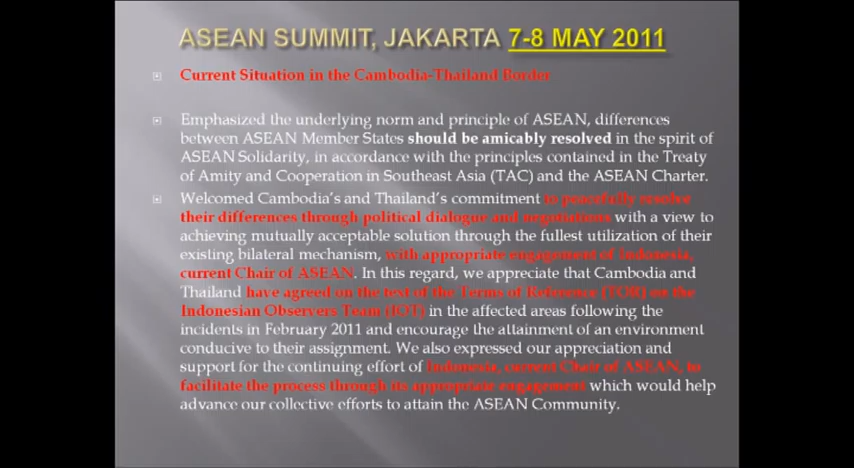 ASEAN SUMMIT, JAKARTA 7-8 MAY 2011
Current Situation in the Cambodia-Thailand Border
Emphasized the underlying norm and principle of ASEAN, differences
between ASEAN Member States should be amicably resolved in the spirit of
ASEAN Solidarity, in accordance with the principles contained in the Treaty
of Amity and Cooperation in Southeast Asia (TAC) and the ASEAN Charter.
Welcomed Cambodia's and Thailand's commitment to peacefully resolve
their differences through political dialogue and negotiations with a view to
achieving mutually acceptable solution through the fullest utilization of their
existing bilateral mechanism, with appropriate engagement of Indonesia,
current Chair of ASEAN. In this regard, we appreciate that Cambodia and
Thailand have agreed on the text of the Terms of Reference (TOR) on the
Indonesian Observers Team (IOT) in the affected areas following the
incidents in February 2011 and encourage the attainment of an environment
conducive to their assignment. We also expressed our appreciation and
support for the continuing effort of Indonesia, current Chair of ASEAN, to
facilitate the process through its appropriate engagement which would help
advance our collective efforts to attain the ASEAN Community.